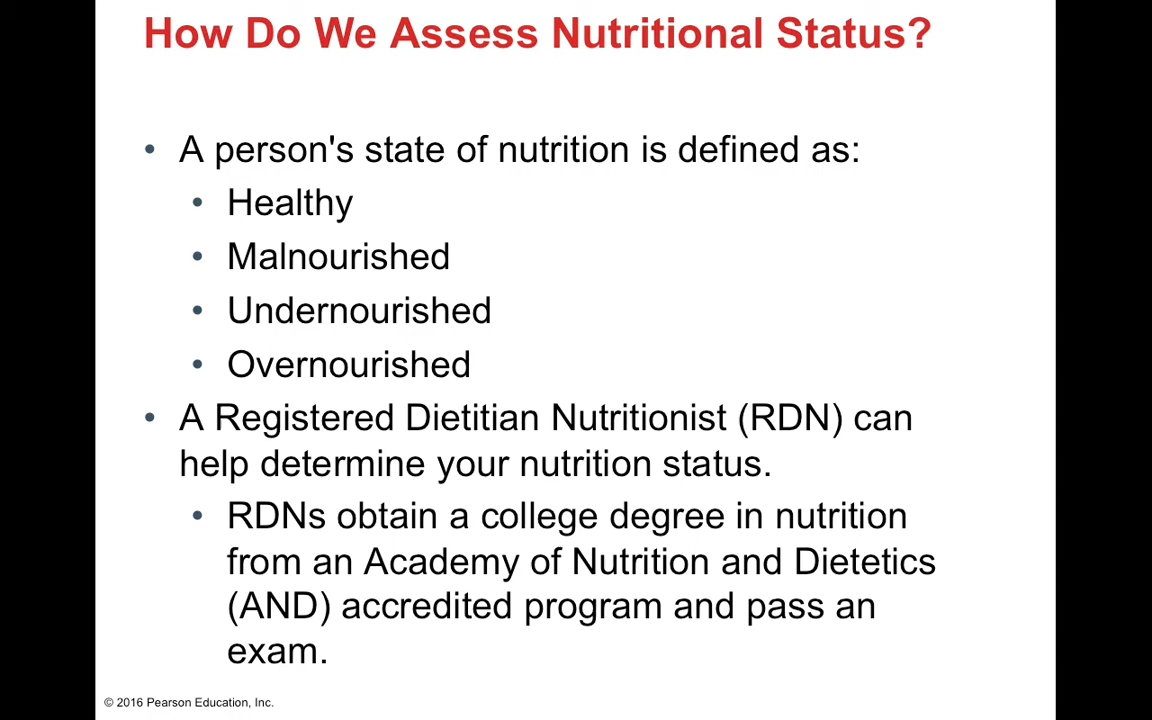 How Do We Assess Nutritional Status?
• A person's state of nutrition is defined as:
• Healthy
• Malnourished
• Undernourished
• Overnourished
• A Registered Dietitian Nutritionist (RDN) can
help determine your nutrition status.
• RDNs obtain a college degree in nutrition
from an Academy of Nutrition and Dietetics
(AND) accredited program and pass an
exam.
© 2016 Pearson Education, Inc.